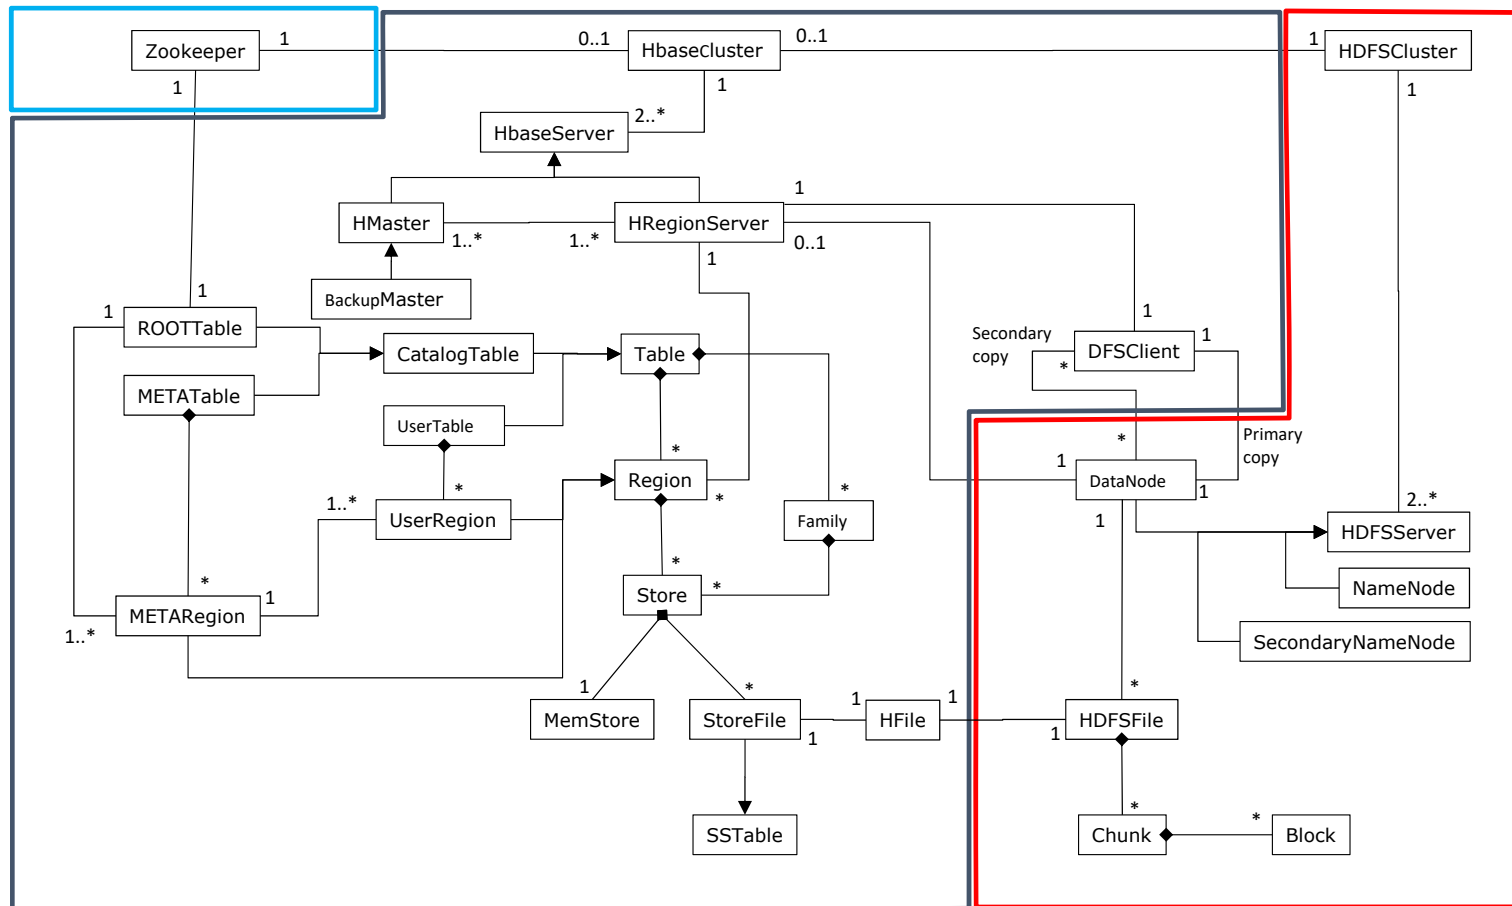 Zookeeper 1 0..1 HbaseCluster 0..1 1 HDFSCluster
1 1 1
HbaseServer 2..*
1
HMaster 1..* 1..* HRegionServer 0..1
1
BackupMaster
1 1 1
ROOTTable
Secondary
copy
* DFSClient 1
CatalogTable Table
METATable
UserTable
* * Primary
copy
1..* UserRegion * Region * * Family 1 DataNode 1
1 2..* HDFSServer
* * *
METARegion 1 Store NameNode
1..* SecondaryNameNode
1 * 1 1 *
MemStore StoreFile 1 HFile 1 HDFSFile
SSTable * Chunk * Block